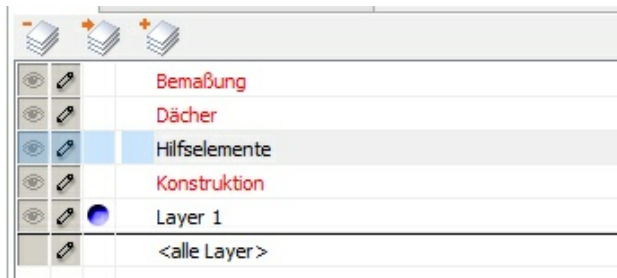 Bemaßung
Dächer
Hilfselemente
Konstruktion
Layer 1
<alle Layer>